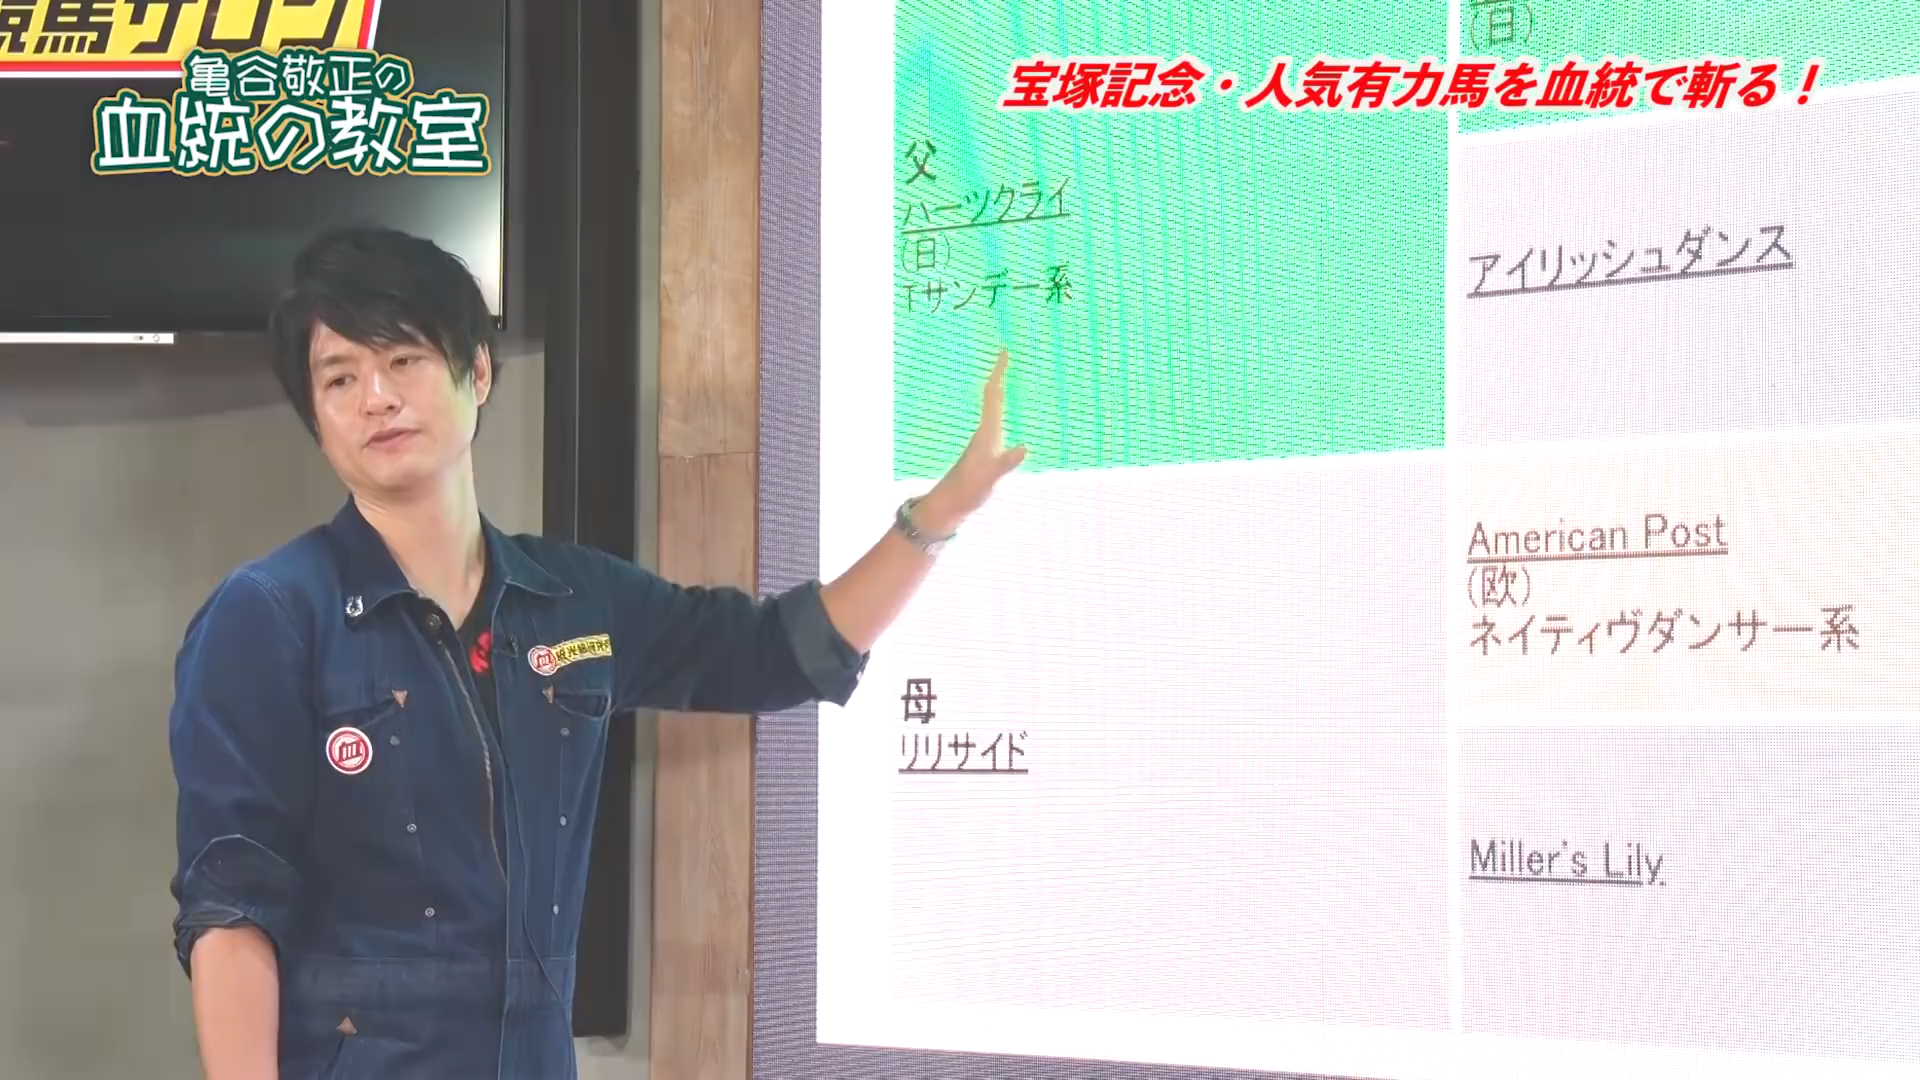 競馬サロン
亀谷敬正の
血統の教室
宝塚記念・人気有力馬を血統で斬る！
(日)
父
ハーツクライ
(日)
Tサンデー系
アイリッシュダンス
American Post
(欧)
ネイティヴダンサー系
母
リリサイド
Miller's Lily
血
血